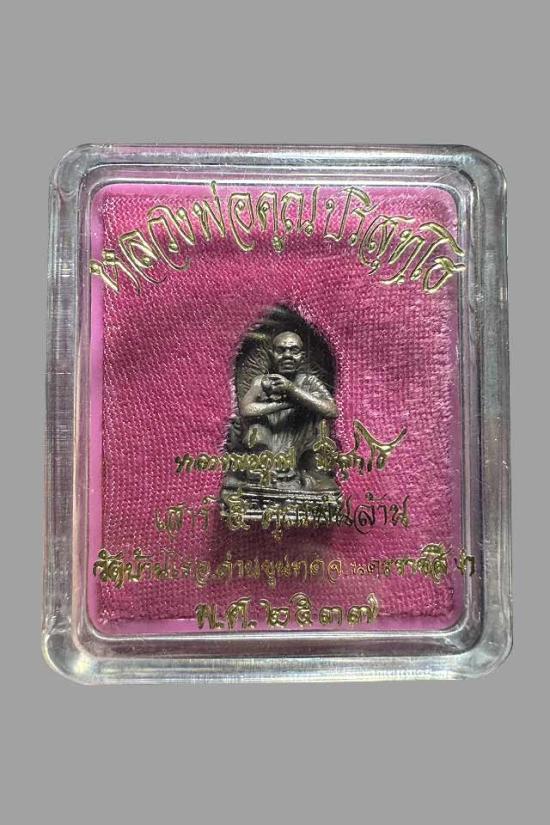 หลวงพ่อคูณ ปริสุทฺโธ
หลวงพ่อคูณ ปริสุทฺโธ
เสาร์ ๕ คูณพันล้าน
วัดบ้านไร่ อ.ด่านขุนทด จ.นครราชสีมา
พ.ศ.๒๕๓๗